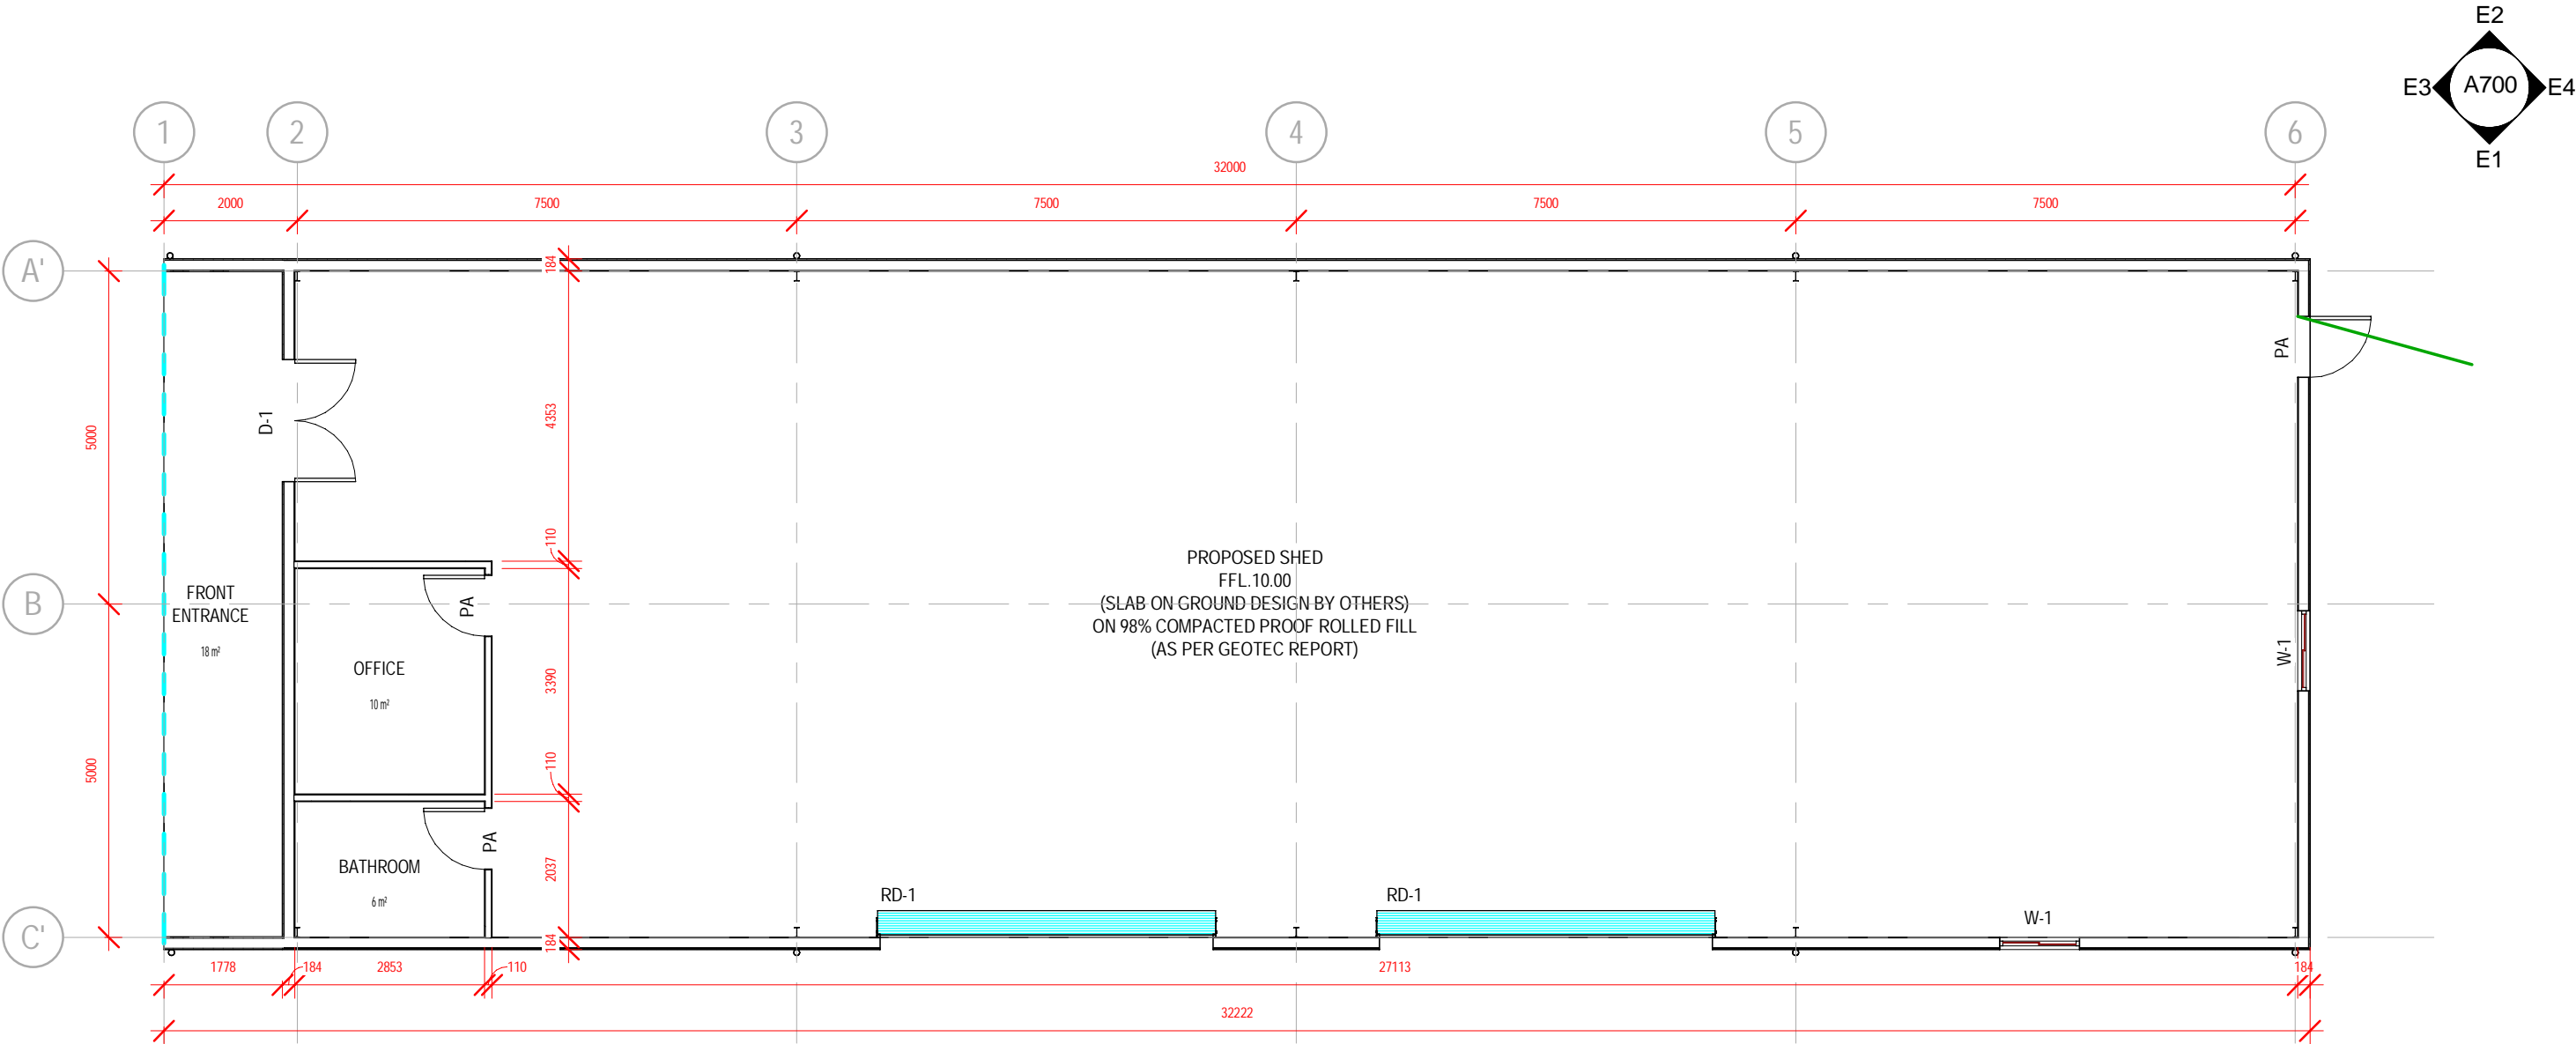 E2
E3
A700
E4
E1
1
2
3
4
5
6
32000
2000
7500
7500
7500
7500
A'
184
PA
D-1
4353
5000
110
PROPOSED SHED
FFL.10.00
(SLAB ON GROUND DESIGN BY OTHERS)
ON 98% COMPACTED PROOF ROLLED FILL
(AS PER GEOTEC REPORT)
B
FRONT
ENTRANCE
18 m²
PA
OFFICE
10 m²
3390
W-1
5000
110
PA
BATHROOM
6 m²
2037
RD-1
RD-1
W-1
C'
184
1778
184
2853
110
27113
184
32222